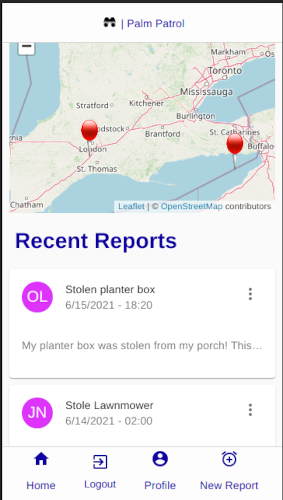 | Palm Patrol
Markham
Toronto
Mississauga
Stratford
Kitchener
Burlington
Woodstock
Brantford
St. Catharines
London
Buffalo
St. Thomas
Chatham
Leaflet | © OpenStreetMap contributors
Recent Reports
OL
Stolen planter box
6/15/2021 - 18:20
My planter box was stolen from my porch! This…
JN
Stole Lawnmower
6/14/2021 - 02:00
Home
Logout
Profile
New Report